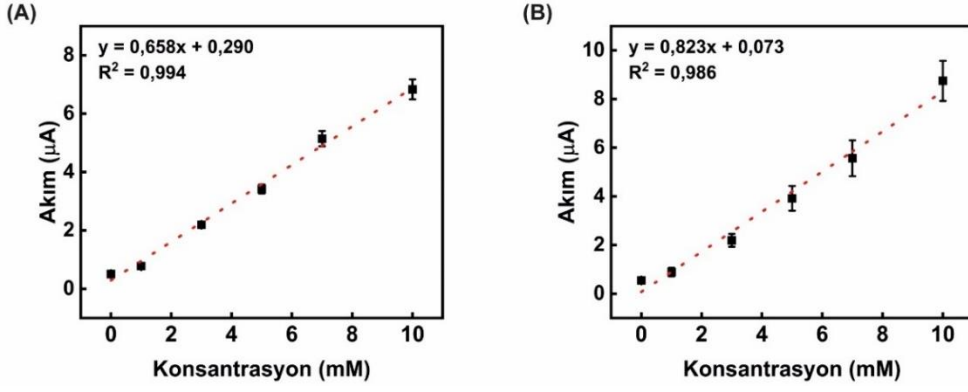 (A)
y = 0,658x + 0,290
R² = 0,994
8
6
4
2
0
Akım (µA)
0 2 4 6 8 10
Konsantrasyon (mM)
(B)
y = 0,823x + 0,073
R² = 0,986
10
8
6
4
2
0
Akım (µA)
0 2 4 6 8 10
Konsantrasyon (mM)